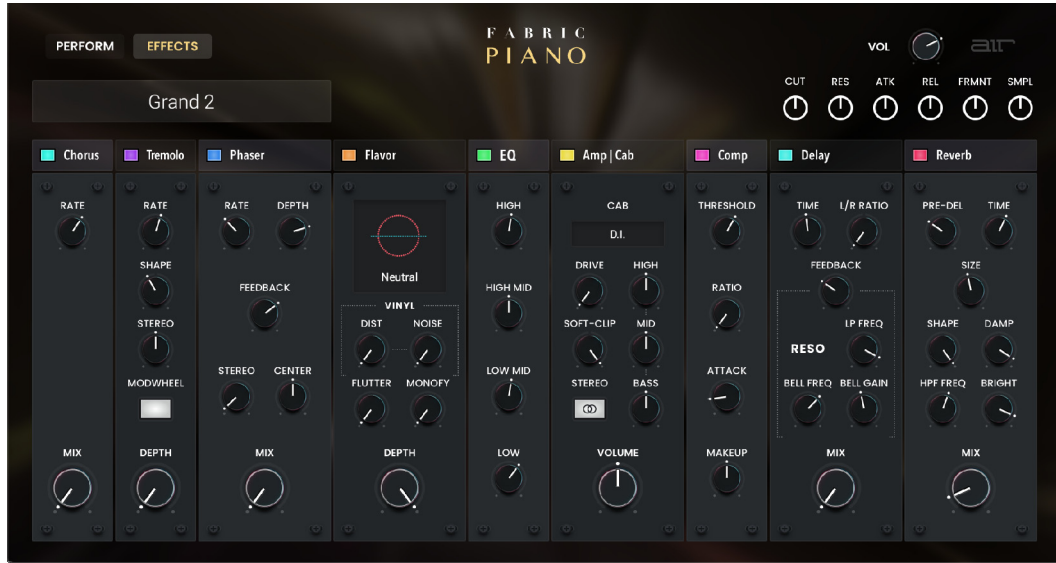 FABRIC
PIANO
PERFORM EFFECTS
VOL
air
Grand 2
CUT RES ATK REL FRMNT SMPL
Chorus Tremolo Phaser Flavor EQ Amp | Cab Comp Delay Reverb
RATE RATE RATE DEPTH HIGH CAB THRESHOLD TIME L/R RATIO PRE-DEL TIME
D.I.
SHAPE DRIVE HIGH FEEDBACK SIZE
Neutral
FEEDBACK HIGH MID RATIO
VINYL
STEREO DIST NOISE SOFT-CLIP MID LP FREQ SHAPE DAMP
RESO
STEREO CENTER LOW MID ATTACK
MODWHEEL FLUTTER MONOFY STEREO BASS BELL FREQ BELL GAIN HPF FREQ BRIGHT
MIX DEPTH MIX DEPTH LOW VOLUME MAKEUP MIX MIX